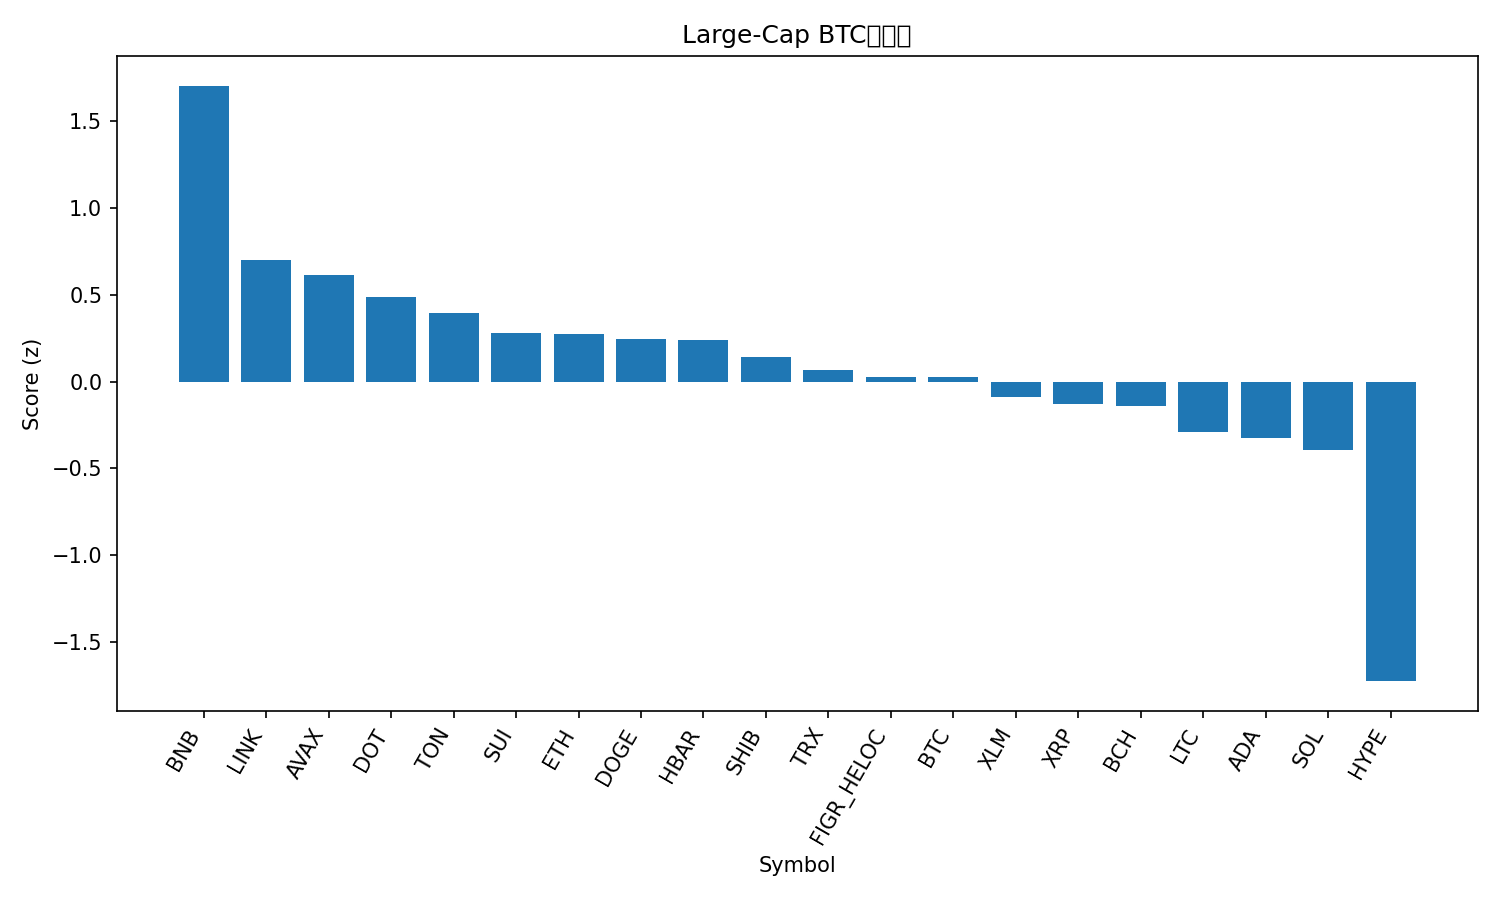 Large-Cap BTC
Score (z)
1.5
1.0
0.5
0.0
−0.5
−1.0
−1.5
BNB
LINK
AVAX
DOT
TON
SUI
ETH
DOGE
HBAR
SHIB
TRX
FIGR_HELOC
BTC
XLM
XRP
BCH
LTC
ADA
SOL
HYPE
Symbol